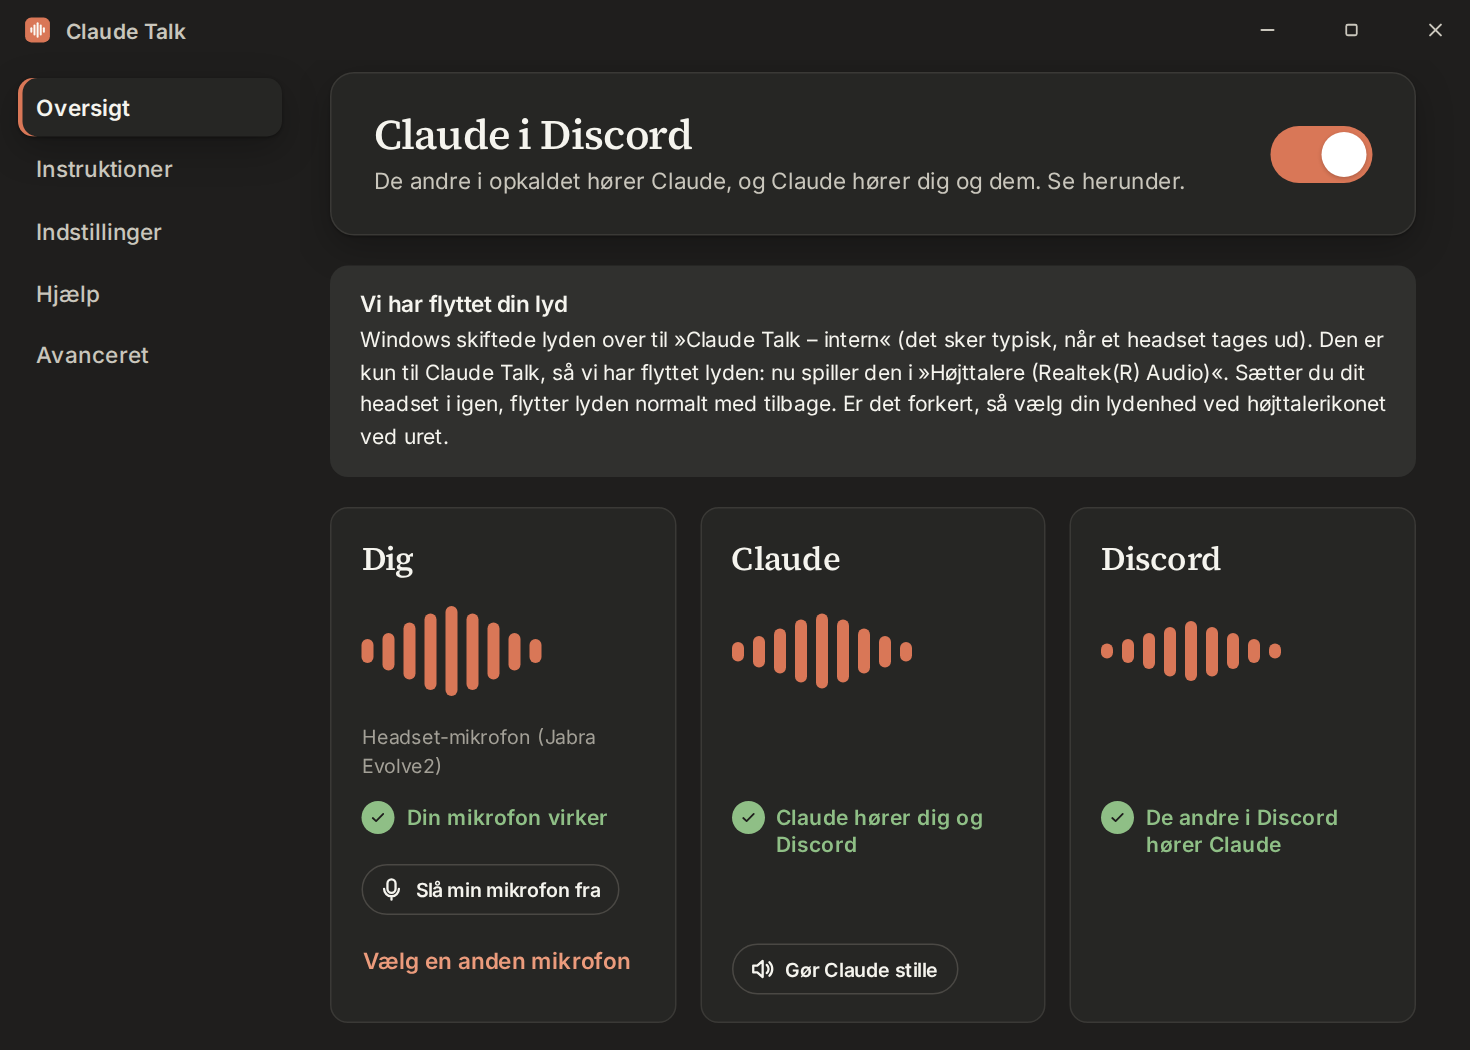 Claude Talk
Oversigt
Instruktioner
Indstillinger
Hjælp
Avanceret
Claude i Discord
De andre i opkaldet hører Claude, og Claude hører dig og dem. Se herunder.
Vi har flyttet din lyd
Windows skiftede lyden over til »Claude Talk – intern« (det sker typisk, når et headset tages ud). Den er
kun til Claude Talk, så vi har flyttet lyden: nu spiller den i »Højttalere (Realtek(R) Audio)«. Sætter du dit
headset i igen, flytter lyden normalt med tilbage. Er det forkert, så vælg din lydenhed ved højttalerikonet
ved uret.
Dig
Headset-mikrofon (Jabra
Evolve2)
Din mikrofon virker
Slå min mikrofon fra
Vælg en anden mikrofon
Claude
Claude hører dig og
Discord
Gør Claude stille
Discord
De andre i Discord
hører Claude